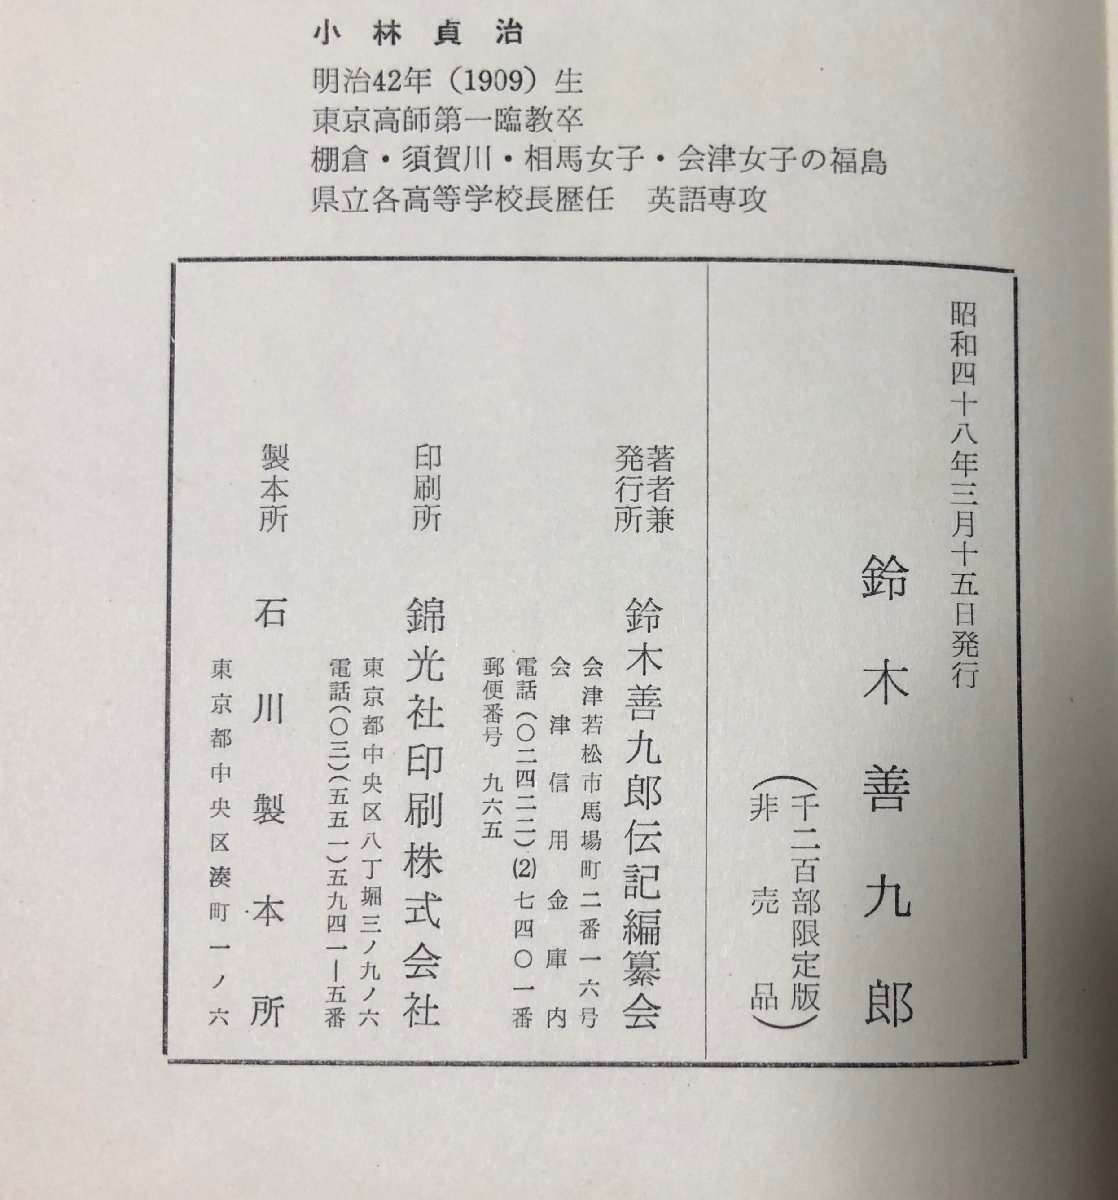 小林貞治
明治42年（1909）生
東京高師第一臨教卒
棚倉・須賀川・相馬女子・会津女子の福島
県立各高等学校長歴任　英語専攻
昭和四十八年三月十五日発行
鈴木善九郎
（千二百部限定版
非売品）
著者兼
発行所
鈴木善九郎伝記編纂会
会津若松市馬場町二番一六号
会津信用金庫内
電話（〇二四二二）(2)七四〇一番
郵便番号　九六五
印刷所
錦光社印刷株式会社
東京都中央区八丁堀三ノ九ノ六
電話（〇三）（五五一）五九四一―五番
製本所
石川製本所
東京都中央区湊町一ノ六